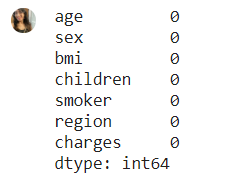 age 0
sex 0
bmi 0
children 0
smoker 0
region 0
charges 0
dtype: int64